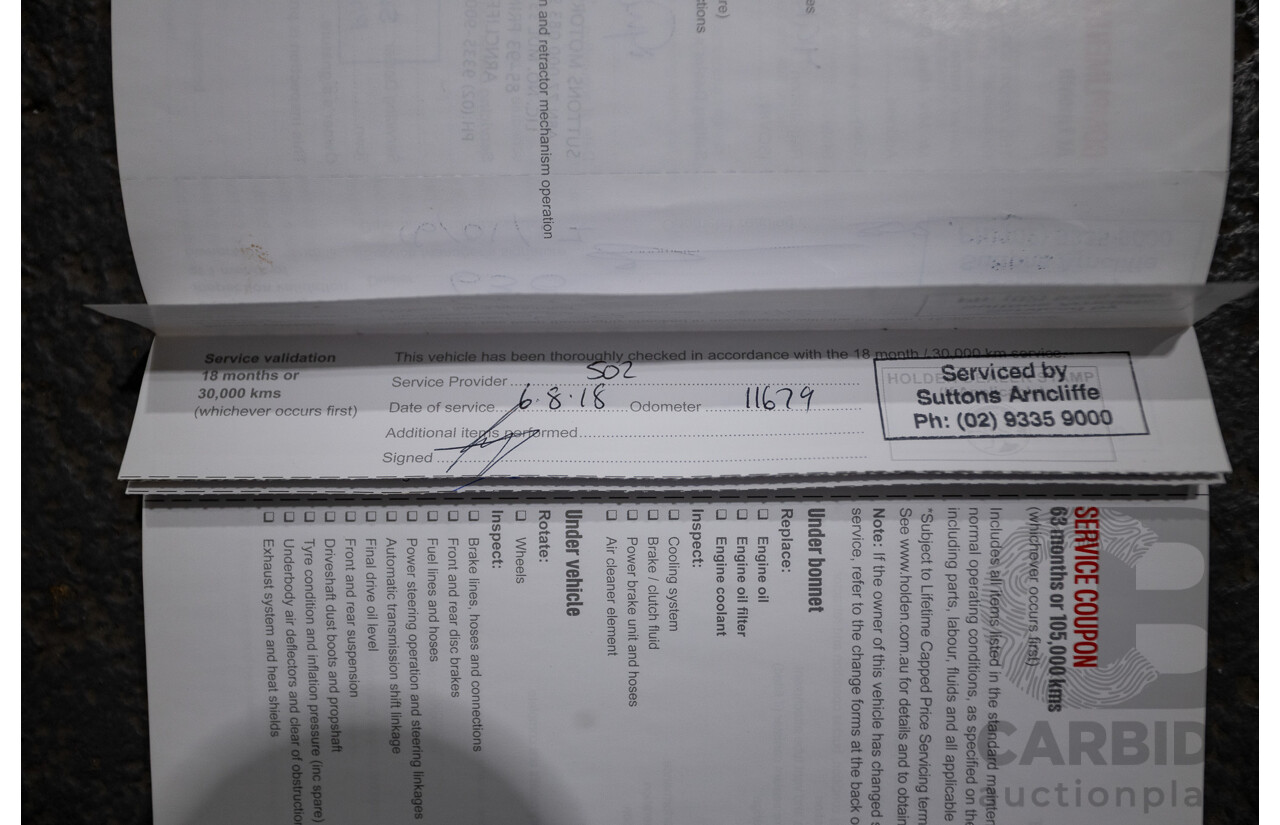 re)
ctions
n and retractor mechanism operation
Service validation
18 months or
30,000 kms
(whichever occurs first)
This vehicle has been thoroughly checked in accordance with the 18 month / 30,000 km service.
Service Provider SO2
Date of service 6.8.18 Odometer 11679
Additional items performed
Signed
HOLDEN DEALER STAMP
Serviced by
Suttons Arncliffe
Ph: (02) 9335 9000
SERVICE COUPON
63 months or 105,000 kms
(whichever occurs first)
Includes all items listed in the standard mainten
normal operating conditions, as specified on the
including parts, labour, fluids and all applicable
*Subject to Lifetime Capped Price Servicing term
See www.holden.com.au for details and to obtain
Note: If the owner of this vehicle has changed s
service, refer to the change forms at the back o
Under bonnet
Replace:
❏ Engine oil
❏ Engine oil filter
❏ Engine coolant
Inspect:
❏ Cooling system
❏ Brake / clutch fluid
❏ Power brake unit and hoses
❏ Air cleaner element
Under vehicle
Rotate:
❏ Wheels
Inspect:
❏ Brake lines, hoses and connections
❏ Front and rear disc brakes
❏ Fuel lines and hoses
❏ Power steering operation and steering linkages
❏ Automatic transmission shift linkage
❏ Final drive oil level
❏ Front and rear suspension
❏ Driveshaft dust boots and propshaft
❏ Tyre condition and inflation pressure (inc spare)
❏ Underbody air deflectors and clear of obstruction
❏ Exhaust system and heat shields
CARBID
auctionpla